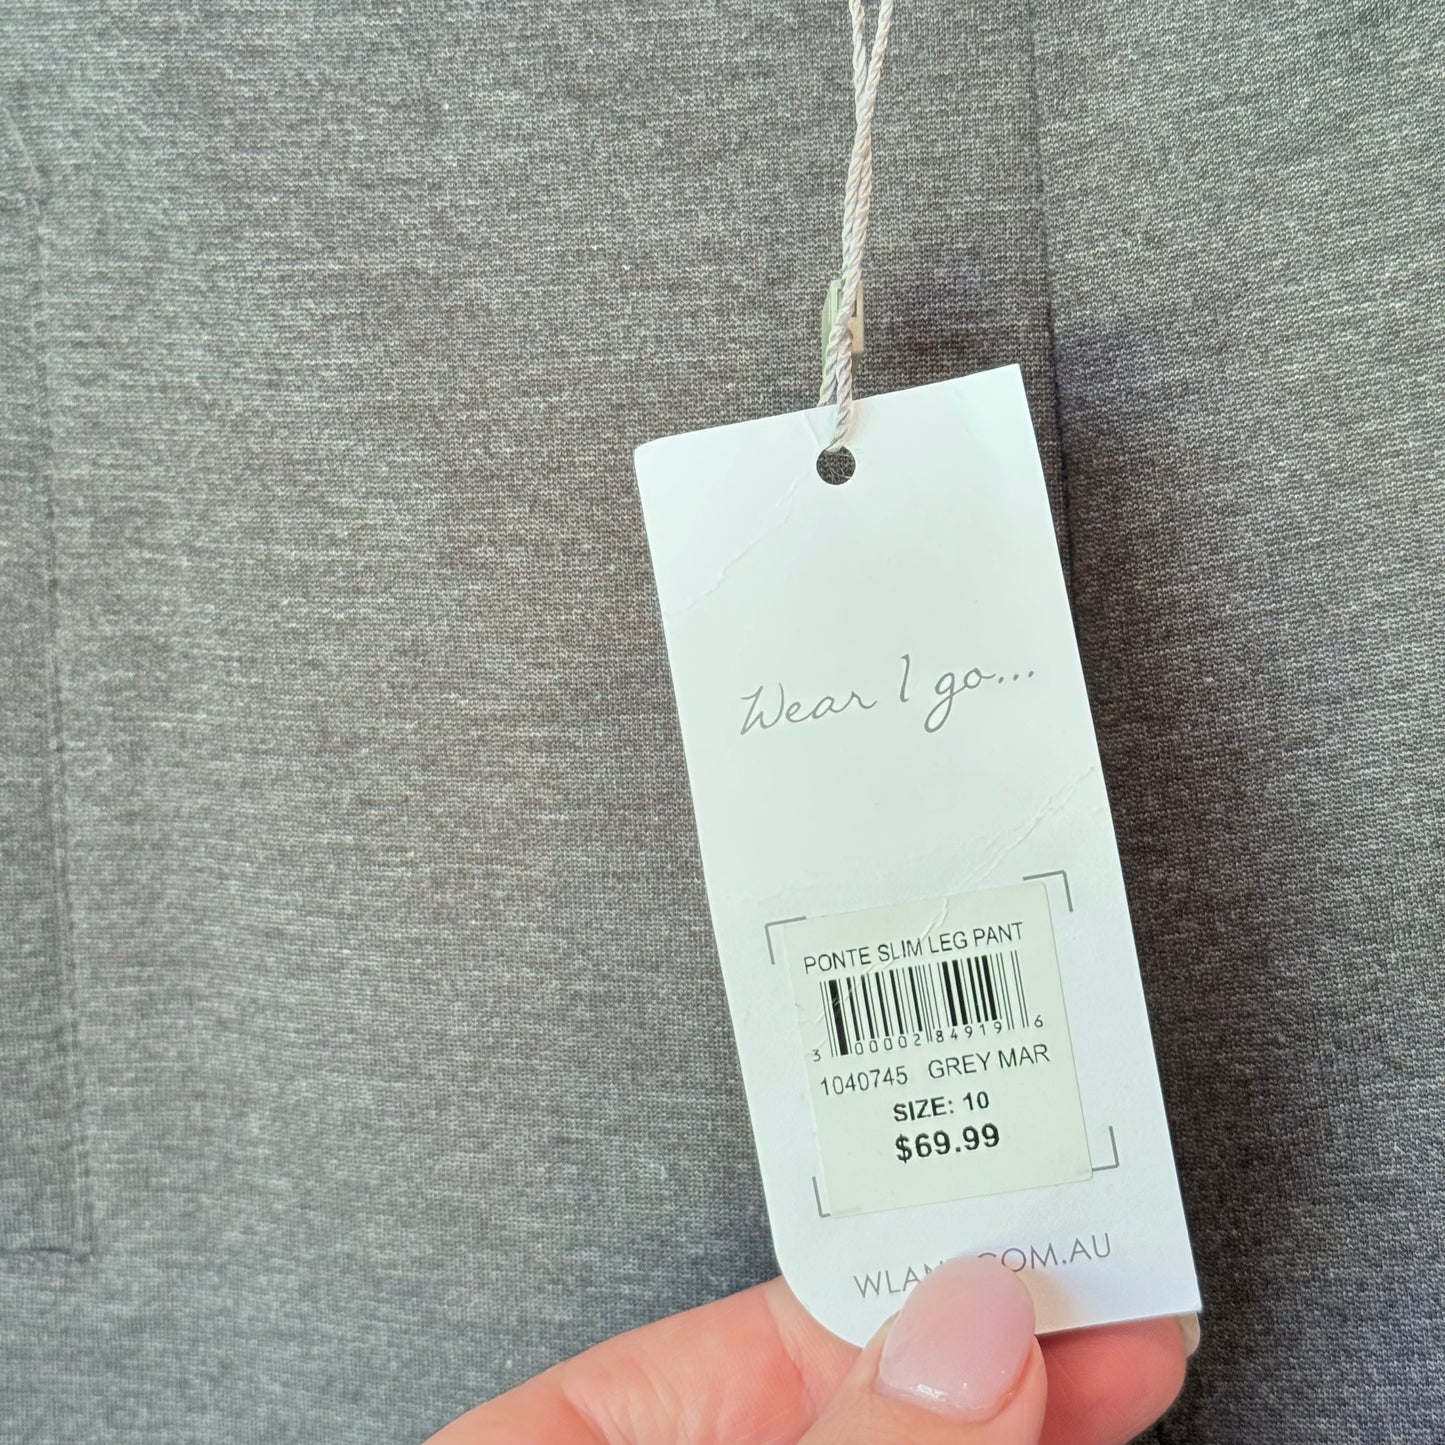 Wear I go...
PONTE SLIM LEG PANT
3 000002 84919 6
1040745 GREY MAR
SIZE: 10
$69.99